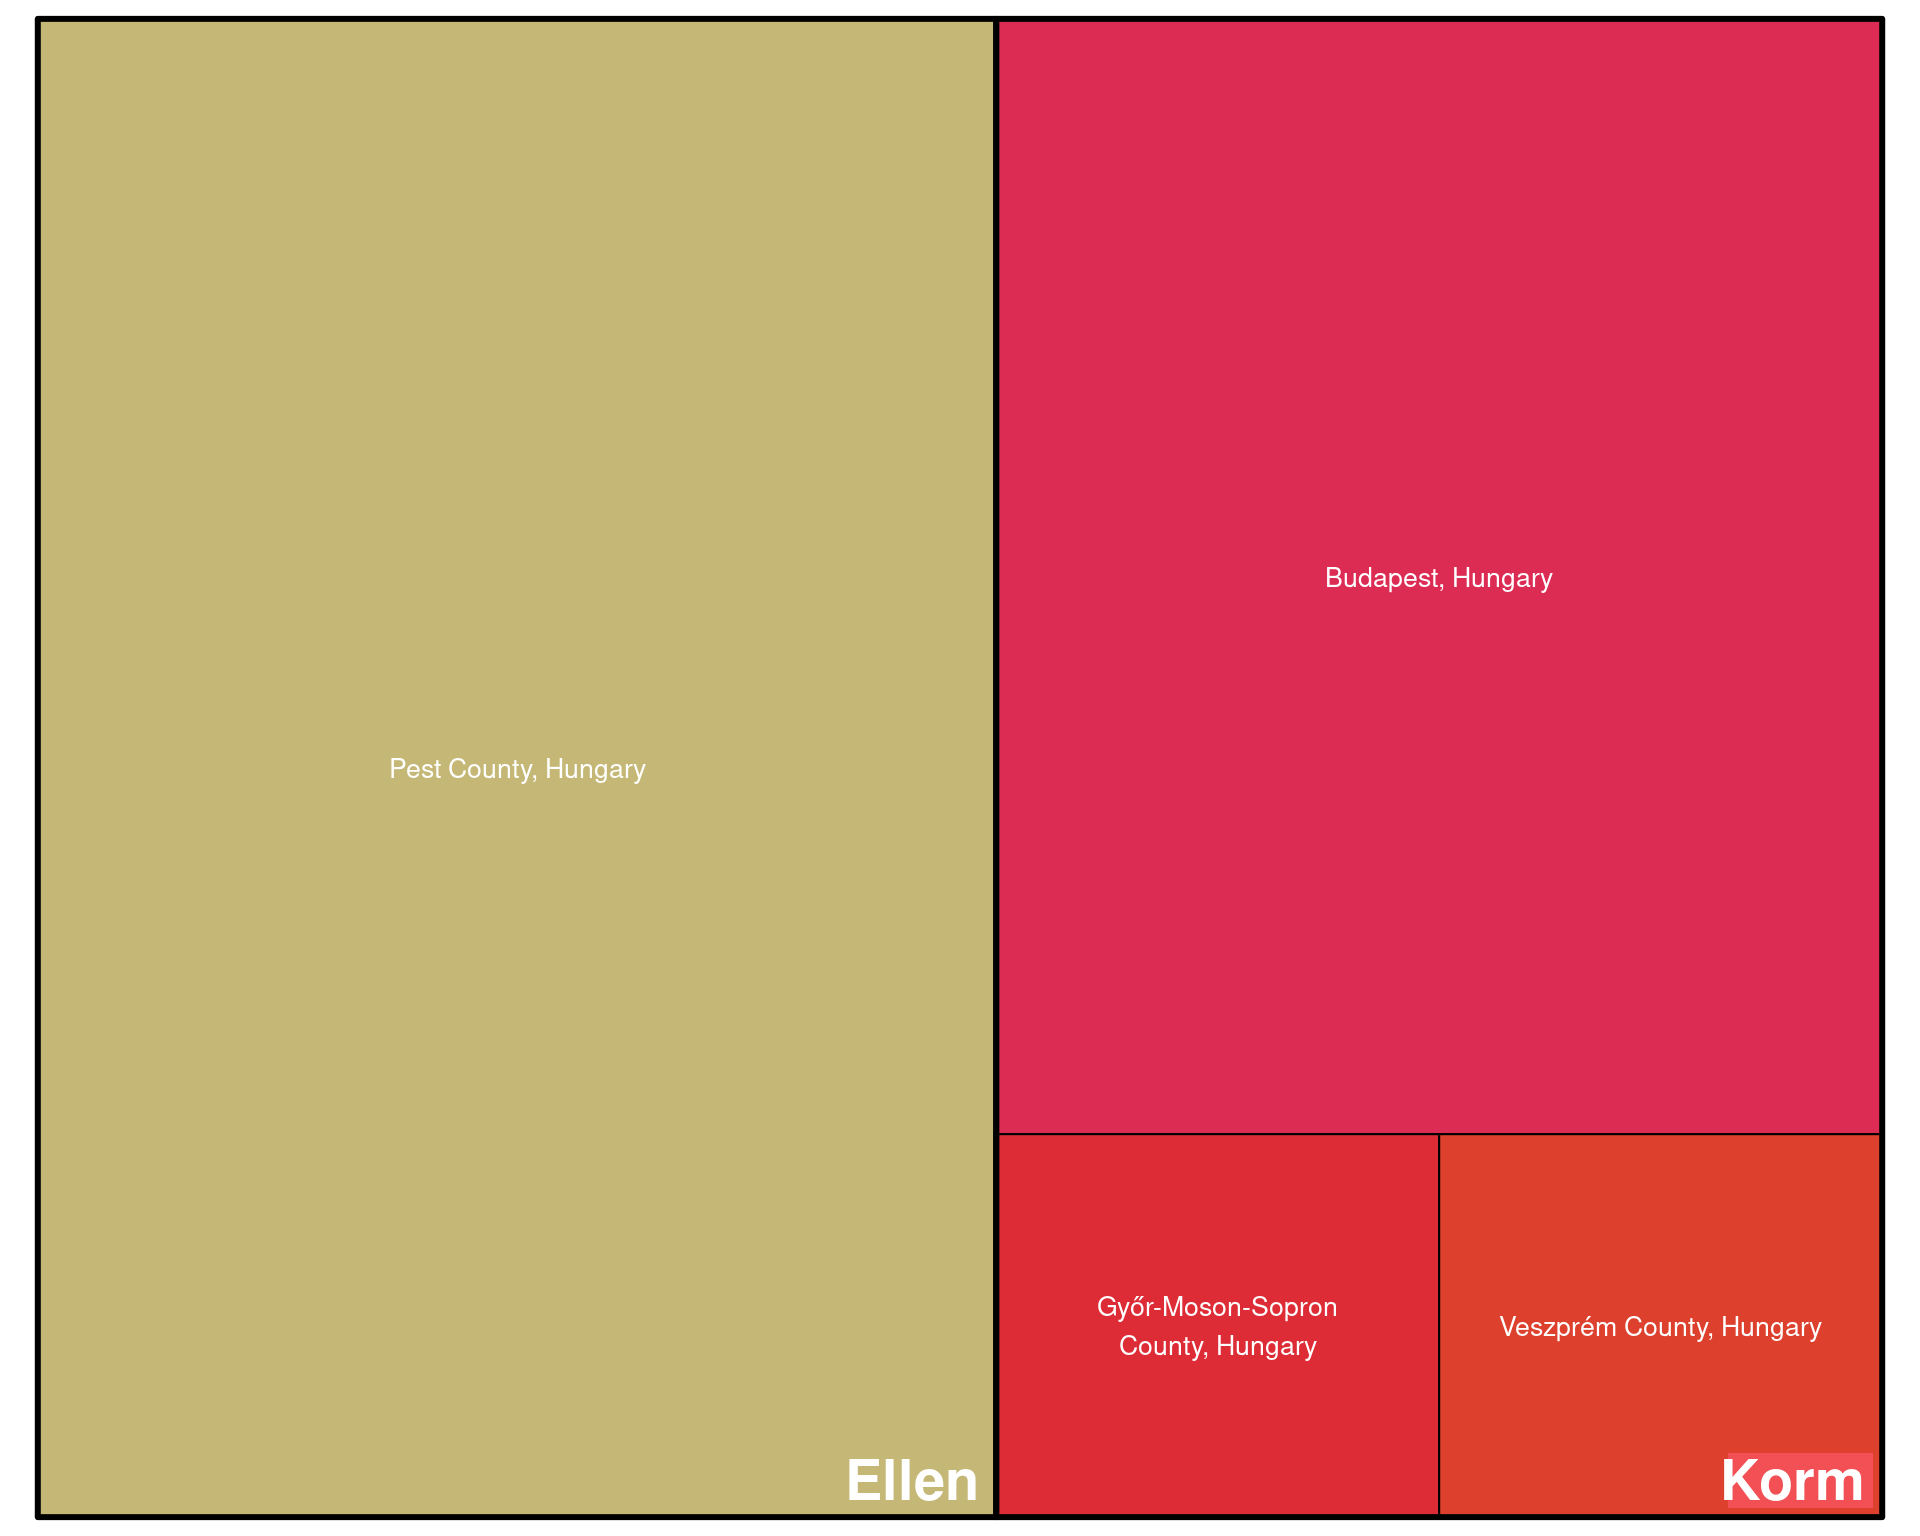 Budapest, Hungary
Pest County, Hungary
Győr-Moson-Sopron
County, Hungary
Veszprém County, Hungary
Ellen
Korm